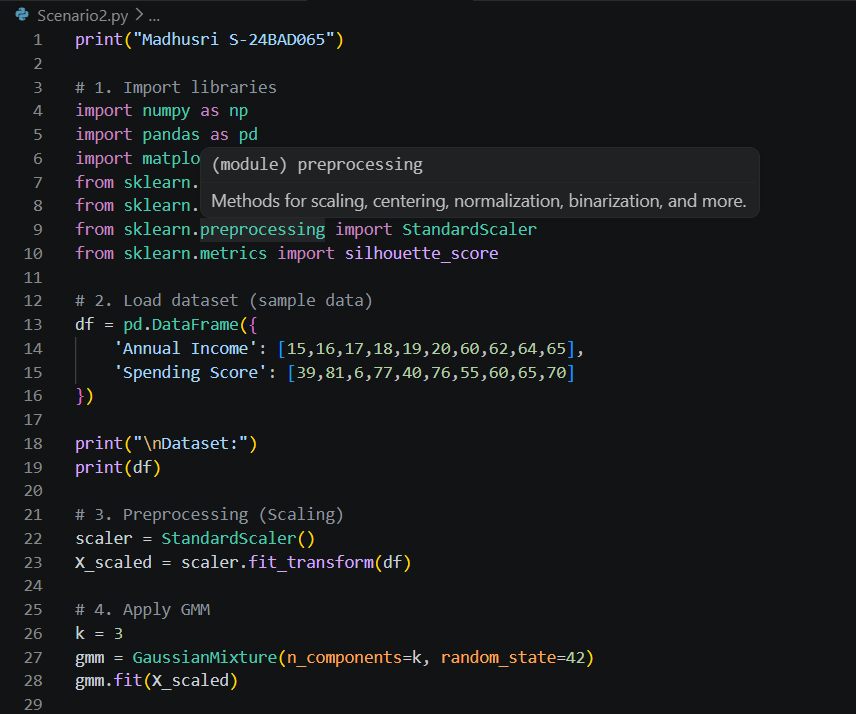 Scenario2.py > ...
1 print("Madhusri S-24BAD065")
2
3 # 1. Import libraries
4 import numpy as np
5 import pandas as pd
6 import matplo
(module) preprocessing
7 from sklearn.
8 from sklearn.
Methods for scaling, centering, normalization, binarization, and more.
9 from sklearn.preprocessing import StandardScaler
10 from sklearn.metrics import silhouette_score
11
12 # 2. Load dataset (sample data)
13 df = pd.DataFrame({
14     'Annual Income': [15,16,17,18,19,20,60,62,64,65],
15     'Spending Score': [39,81,6,77,40,76,55,60,65,70]
16 })
17
18 print("\nDataset:")
19 print(df)
20
21 # 3. Preprocessing (Scaling)
22 scaler = StandardScaler()
23 X_scaled = scaler.fit_transform(df)
24
25 # 4. Apply GMM
26 k = 3
27 gmm = GaussianMixture(n_components=k, random_state=42)
28 gmm.fit(X_scaled)
29